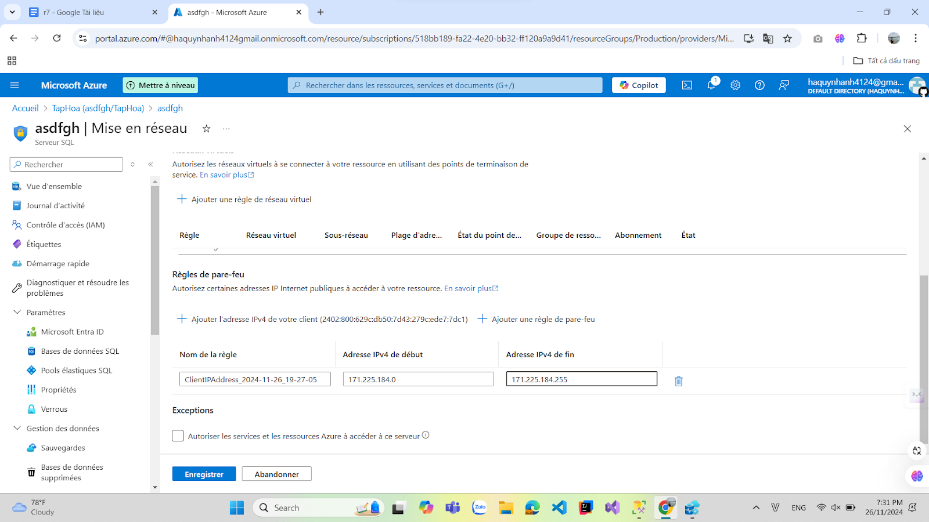 r7 - Google Tài liệu
asdfgh - Microsoft Azure
portal.azure.com/#@haquynhanh4124gmail.onmicrosoft.com/resource/subscriptions/518bb189-fa22-4e20-bb32-ff120a9a9d41/resourceGroups/Production/providers/Mi...
Tất cả dấu trang
Microsoft Azure
Mettre à niveau
Rechercher dans les ressources, services et documents (G+/)
Copilot
1
haquynhanh4124@gma...
DEFAULT DIRECTORY (HAQUYNH...
Accueil > TapHoa (asdfgh/TapHoa) > asdfgh
asdfgh | Mise en réseau
Serveur SQL
Rechercher
Vue d'ensemble
Journal d'activité
Contrôle d'accès (IAM)
Étiquettes
Démarrage rapide
Diagnostiquer et résoudre les
problèmes
Paramètres
Microsoft Entra ID
Bases de données SQL
Pools élastiques SQL
Propriétés
Verrous
Gestion des données
Sauvegardes
Bases de données
supprimées
Autorisez les réseaux virtuels à se connecter à votre ressource en utilisant des points de terminaison de
service. En savoir plus
Ajouter une règle de réseau virtuel
Règle Réseau virtuel Sous-réseau Plage d'adre... État du point de... Groupe de resso... Abonnement État
Règles de pare-feu
Autorisez certaines adresses IP Internet publiques à accéder à votre ressource. En savoir plus
Ajouter l'adresse IPv4 de votre client (2402:800:629c:db50:7d43:279c:ede7:7dc1)
Ajouter une règle de pare-feu
Nom de la règle Adresse IPv4 de début Adresse IPv4 de fin
ClientIPAddress_2024-11-26_19-27-05 171.225.184.0 171.225.184.255
Exceptions
Autoriser les services et les ressources Azure à accéder à ce serveur
Enregistrer
Abandonner
78°F
Cloudy
Search
Zalo
ENG
7:31 PM
26/11/2024